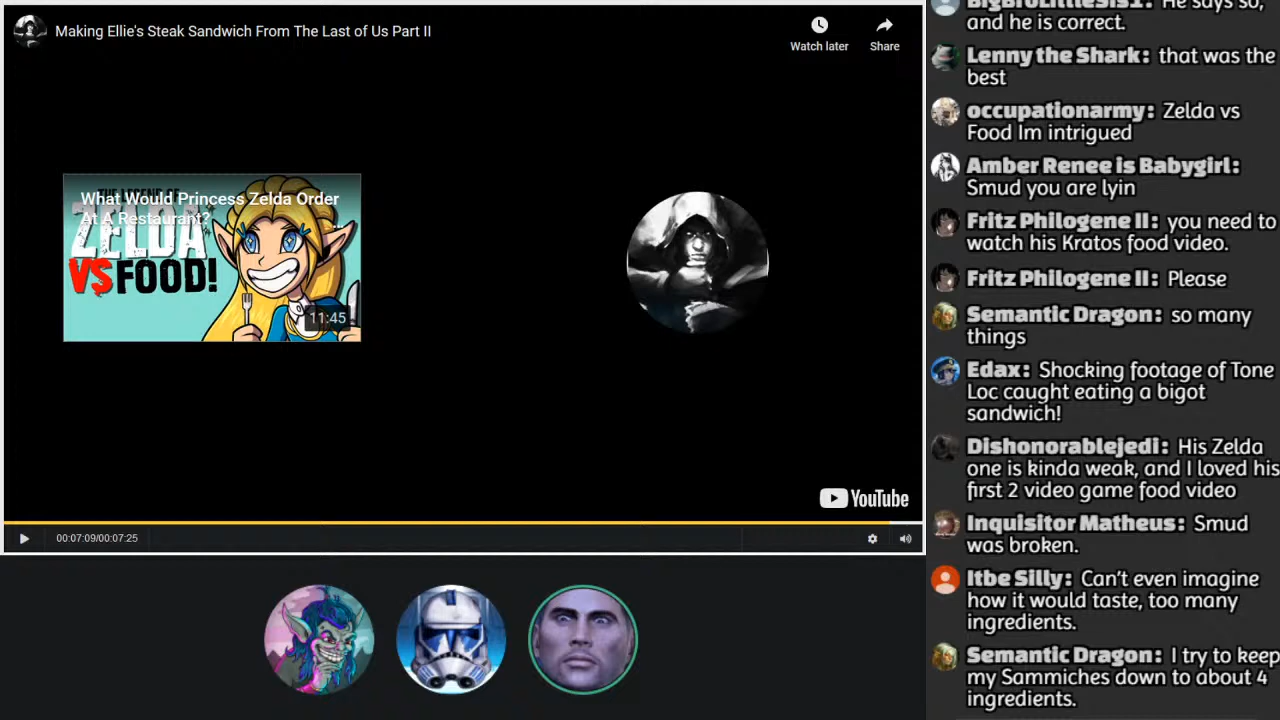 Making Ellie's Steak Sandwich From The Last of Us Part II
Watch later
Share
THE LEGEND OF
ZELDA
VS FOOD!
What Would Princess Zelda Order
At A Restaurant?
11:45
YouTube
00:07:09/00:07:25
BigBroLittleSis1: He says so,
and he is correct.
Lenny the Shark: that was the
best
occupationarmy: Zelda vs
Food Im intrigued
Amber Renee is Babygirl:
Smud you are lyin
Fritz Philogene II: you need to
watch his Kratos food video.
Fritz Philogene II: Please
Semantic Dragon: so many
things
Edax: Shocking footage of Tone
Loc caught eating a bigot
sandwich!
Dishonorablejedi: His Zelda
one is kinda weak, and I loved his
first 2 video game food video
Inquisitor Matheus: Smud
was broken.
Itbe Silly: Can't even imagine
how it would taste, too many
ingredients.
Semantic Dragon: I try to keep
my Sammiches down to about 4
ingredients.